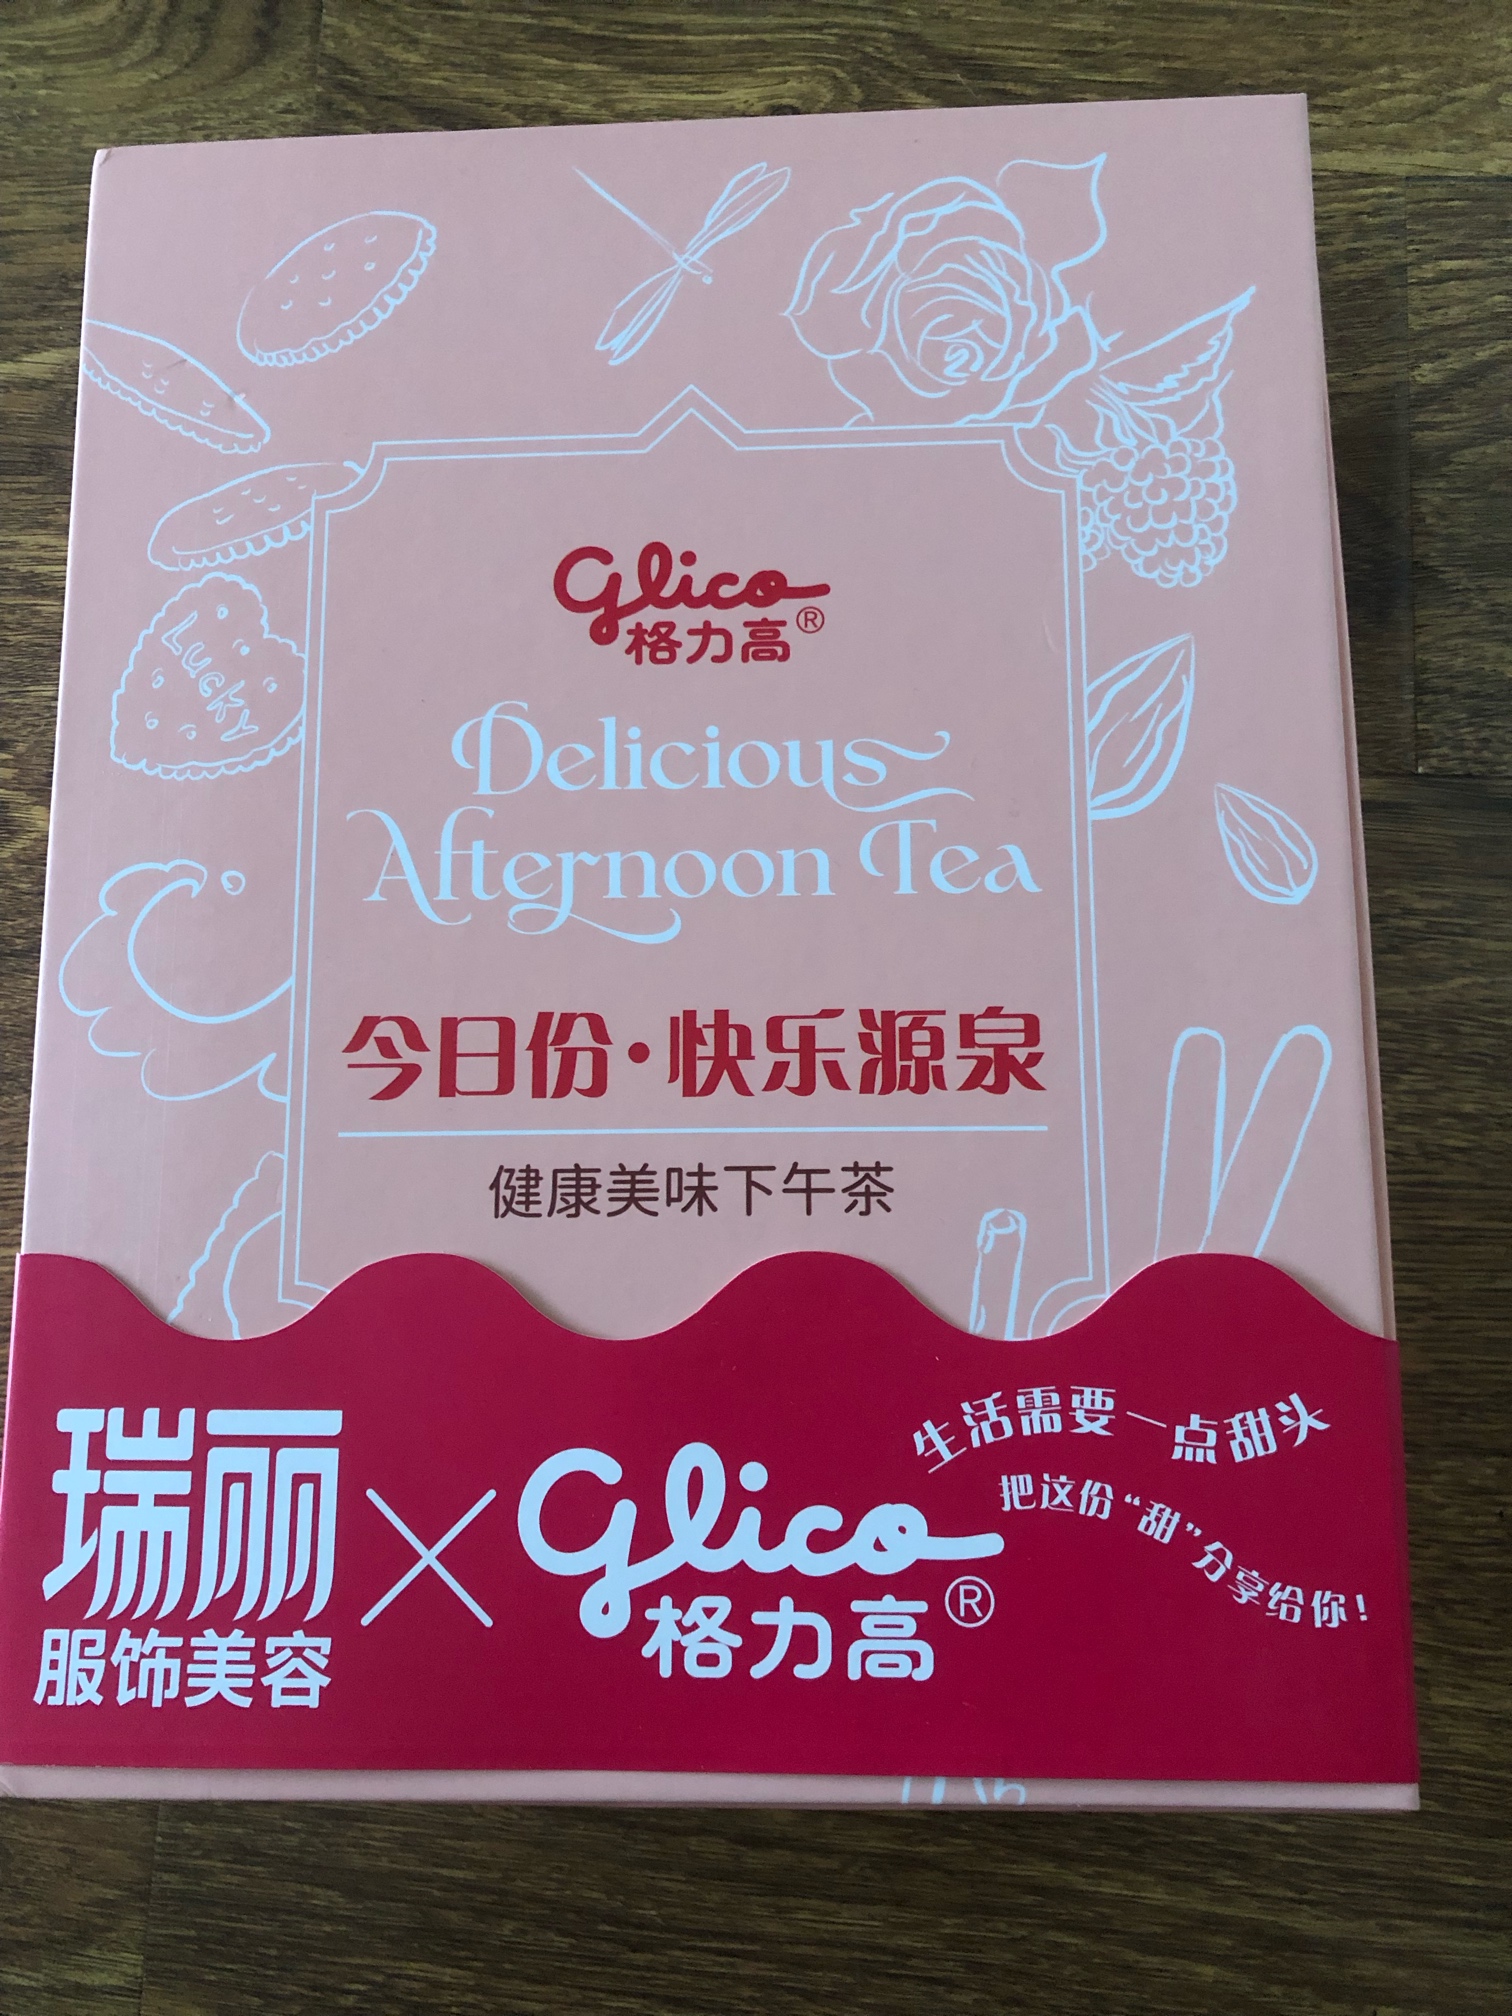 Lucky
Glico®
格力高
Delicious
Afternoon Tea
今日份·快乐源泉
健康美味下午茶
瑞丽
服饰美容
×
Glico
格力高®
生活需要一点甜头
把这份“甜”分享给你!